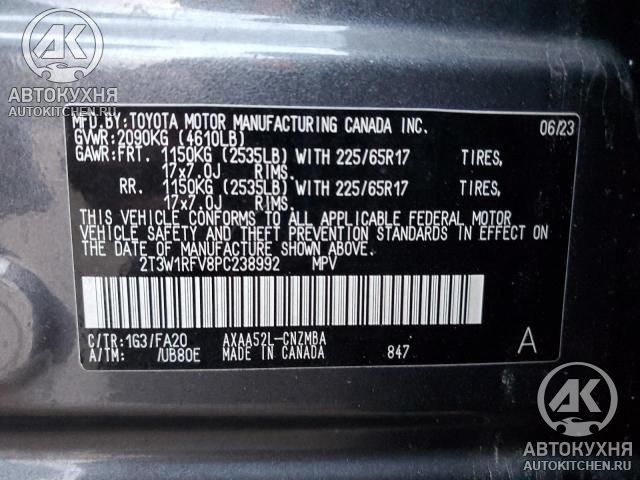 АК
АВТОКУХНЯ
AUTOKITCHEN.RU
MFD.BY:TOYOTA MOTOR MANUFACTURING CANADA INC. 06/23
GVWR:2090KG (4610LB)
GAWR:FRT. 1150KG (2535LB) WITH 225/65R17 TIRES,
17x7.0J RIMS.
RR. 1150KG (2535LB) WITH 225/65R17 TIRES,
17x7.0J RIMS.
THIS VEHICLE CONFORMS TO ALL APPLICABLE FEDERAL MOTOR
VEHICLE SAFETY AND THEFT PREVENTION STANDARDS IN EFFECT
ON THE DATE OF MANUFACTURE SHOWN ABOVE.
2T3W1RFV8PC238992 MPV
C/TR:1G3/FA20 AXAA52L-CNZMBA
A/TM: /UB80E MADE IN CANADA 847 A
АК
АВТОКУХНЯ
AUTOKITCHEN.RU